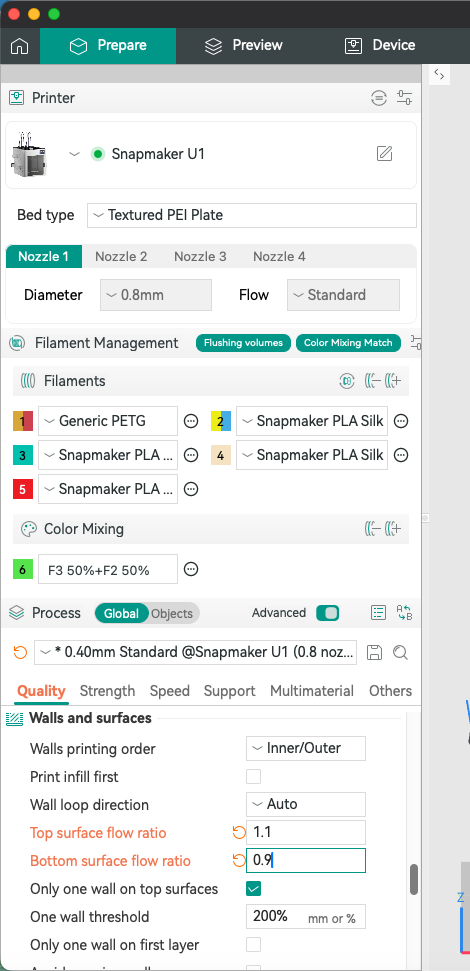 Prepare Preview Device
Printer
Snapmaker U1
Bed type Textured PEI Plate
Nozzle 1 Nozzle 2 Nozzle 3 Nozzle 4
Diameter 0.8mm Flow Standard
Filament Management Flushing volumes Color Mixing Match
Filaments
1 Generic PETG 2 Snapmaker PLA Silk
3 Snapmaker PLA ... 4 Snapmaker PLA Silk
5 Snapmaker PLA ...
Color Mixing
6 F3 50%+F2 50%
Process Global Objects Advanced
* 0.40mm Standard @Snapmaker U1 (0.8 noz...
Quality Strength Speed Support Multimaterial Others
Walls and surfaces
Walls printing order Inner/Outer
Print infill first
Wall loop direction Auto
Top surface flow ratio 1.1
Bottom surface flow ratio 0.9
Only one wall on top surfaces
One wall threshold 200% mm or %
Only one wall on first layer
Z